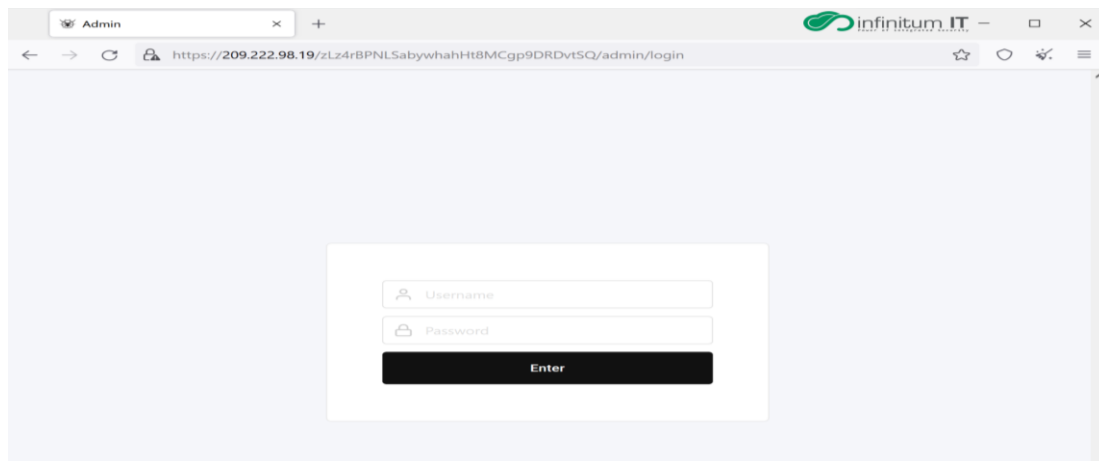 Admin
infinitum IT
https://209.222.98.19/zLz4rBPNLSabywhahHt8MCgp9DRDvtSQ/admin/login
Username
Password
Enter